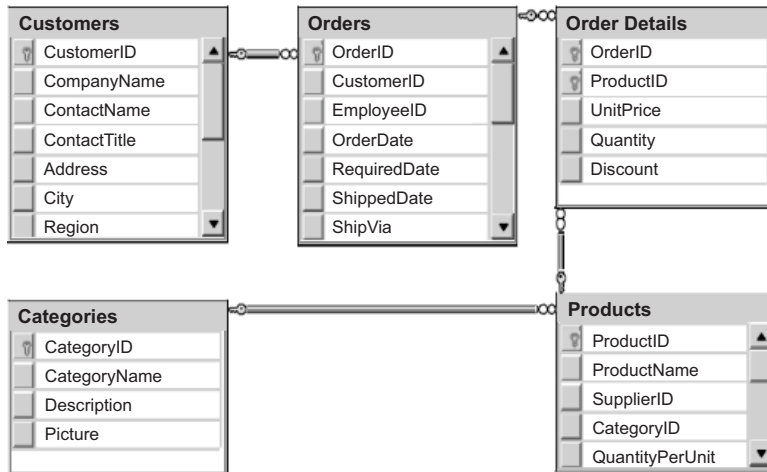 Customers
CustomerID
CompanyName
ContactName
ContactTitle
Address
City
Region
Orders
OrderID
CustomerID
EmployeeID
OrderDate
RequiredDate
ShippedDate
ShipVia
Order Details
OrderID
ProductID
UnitPrice
Quantity
Discount
Categories
CategoryID
CategoryName
Description
Picture
Products
ProductID
ProductName
SupplierID
CategoryID
QuantityPerUnit